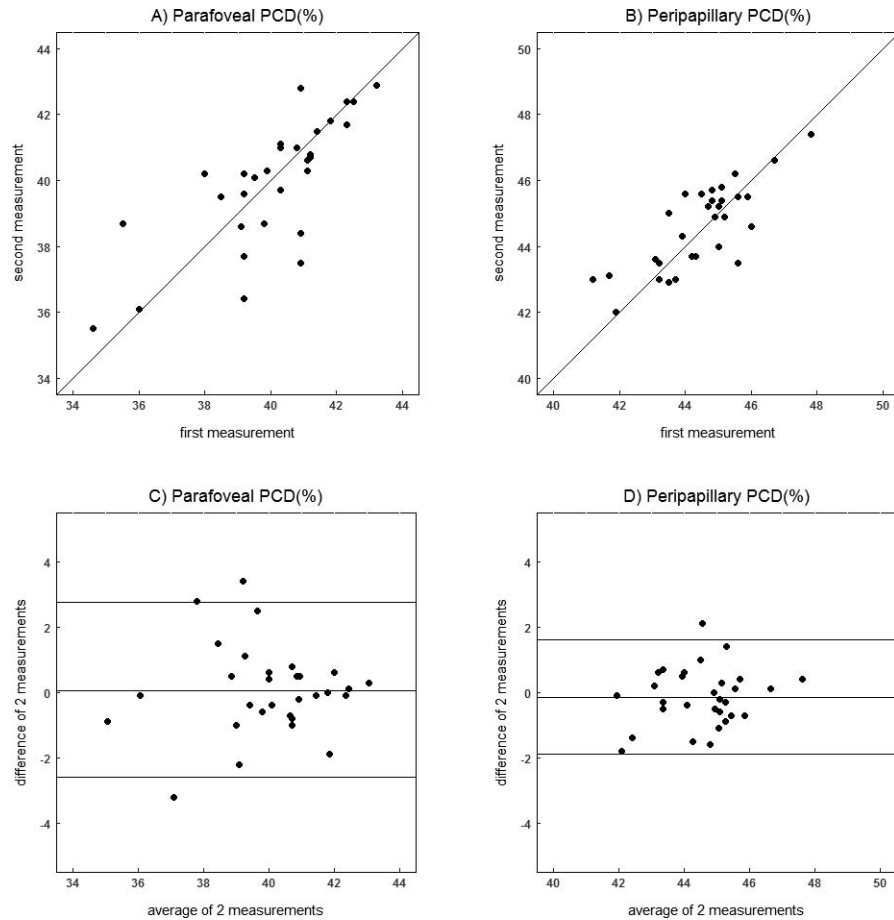 A) Parafoveal PCD(%)
44
42
40
38
36
34
second measurement
34 36 38 40 42 44
first measurement
B) Peripapillary PCD(%)
50
48
46
44
42
40
second measurement
40 42 44 46 48 50
first measurement
C) Parafoveal PCD(%)
4
2
0
-2
-4
difference of 2 measurements
34 36 38 40 42 44
average of 2 measurements
D) Peripapillary PCD(%)
4
2
0
-2
-4
difference of 2 measurements
40 42 44 46 48 50
average of 2 measurements